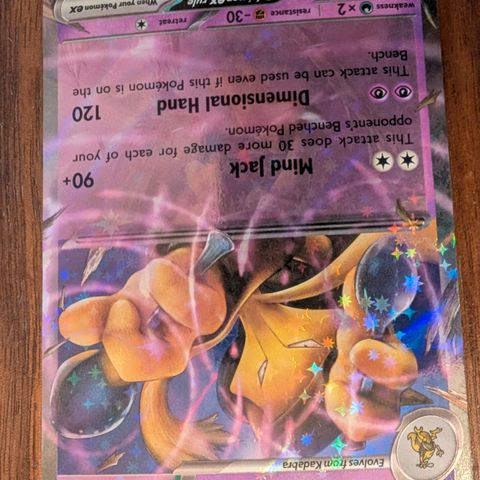 Evolves from Kadabra
Mind Jack 90+
This attack does 30 more damage for each of your
opponent's Benched Pokémon.
Dimensional Hand 120
This attack can be used even if this Pokémon is on the
Bench.
weakness ×2 resistance -30 retreat
ex rule When your Pokémon ex